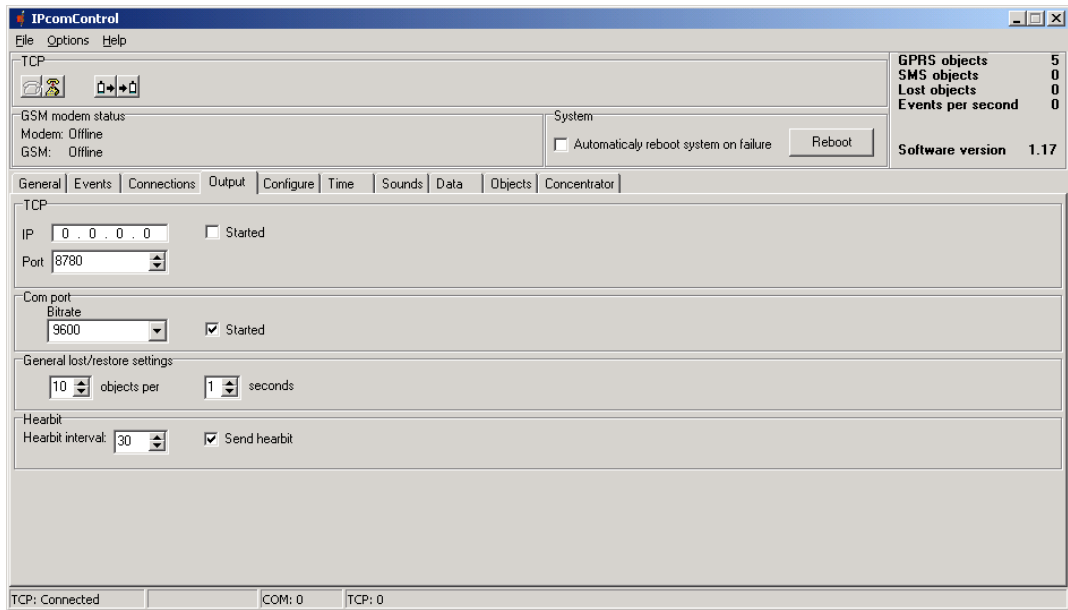 IPcomControl
File Options Help
TCP
GPRS objects 5
SMS objects 0
Lost objects 0
Events per second 0
GSM modem status
Modem: Offline
GSM: Offline
System
Automaticaly reboot system on failure
Reboot
Software version 1.17
General Events Connections Output Configure Time Sounds Data Objects Concentrator
TCP
IP 0 . 0 . 0 . 0 Started
Port 8780
Com port
Bitrate
9600 Started
General lost/restore settings
10 objects per 1 seconds
Hearbit
Hearbit interval: 30 Send hearbit
TCP: Connected COM: 0 TCP: 0